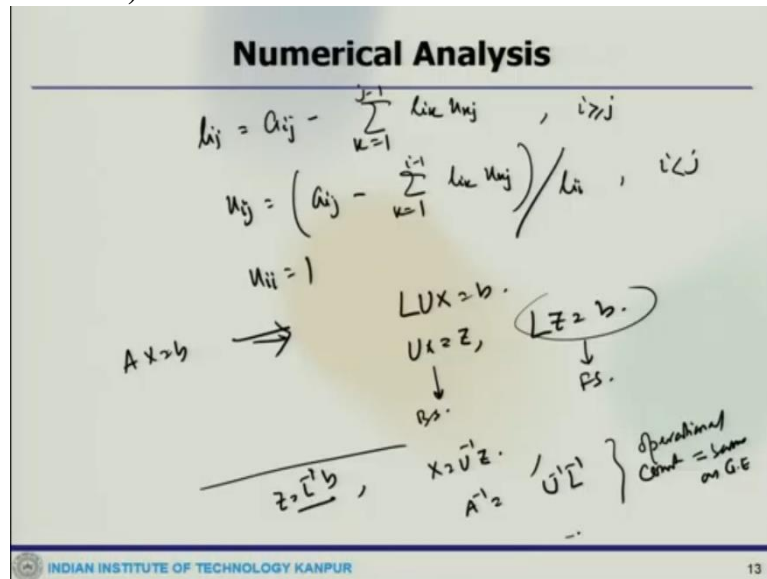 )
Numerical Analysis
lij = aij - Σ_{k=1}^{j-1} lik ukj , i≥j
uij = (aij - Σ_{k=1}^{i-1} lik ukj) / lii , i<j
uii = 1
LUX = b.
AX=b ⟹ UX = Z, LZ = b.
↓ BS. ↓ FS.
Z = L⁻¹b, X = U⁻¹Z. , A⁻¹ = U⁻¹L⁻¹ } operational
count = same
as G.E
INDIAN INSTITUTE OF TECHNOLOGY KANPUR 13